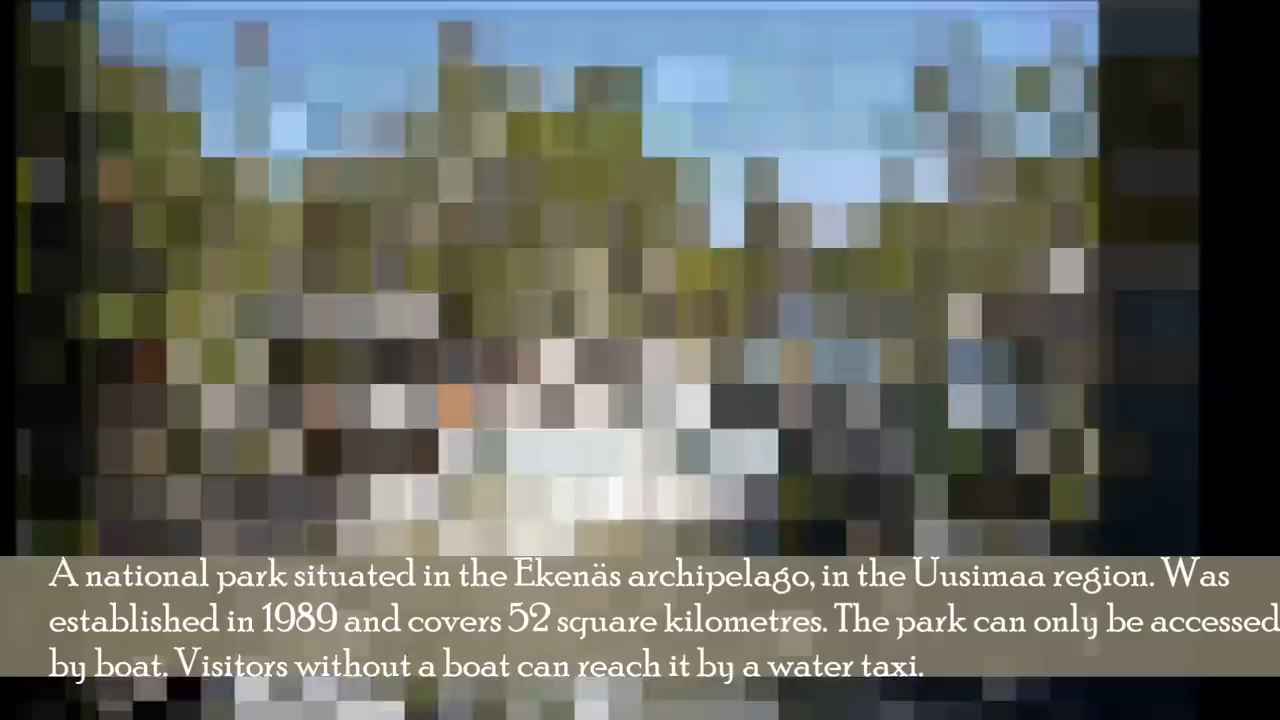 A national park situated in the Ekenäs archipelago, in the Uusimaa region. Was
established in 1989 and covers 52 square kilometres. The park can only be accessed
by boat. Visitors without a boat can reach it by a water taxi.